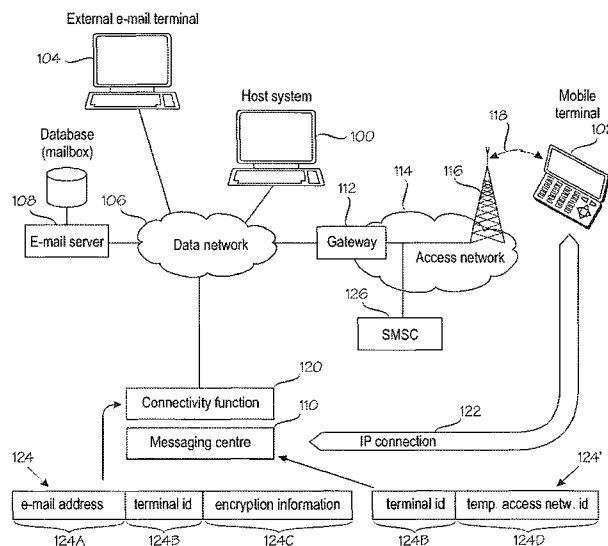 External e-mail terminal
104
Host system
100
Mobile
terminal
102
118
Database
(mailbox)
108
106
E-mail server
Data network
112
Gateway
114
116
Access network
126
SMSC
120
Connectivity function
110
Messaging centre
122
IP connection
124
124'
e-mail address
terminal id
encryption information
terminal id
temp. access netw. id
124A
124B
124C
124B
124D